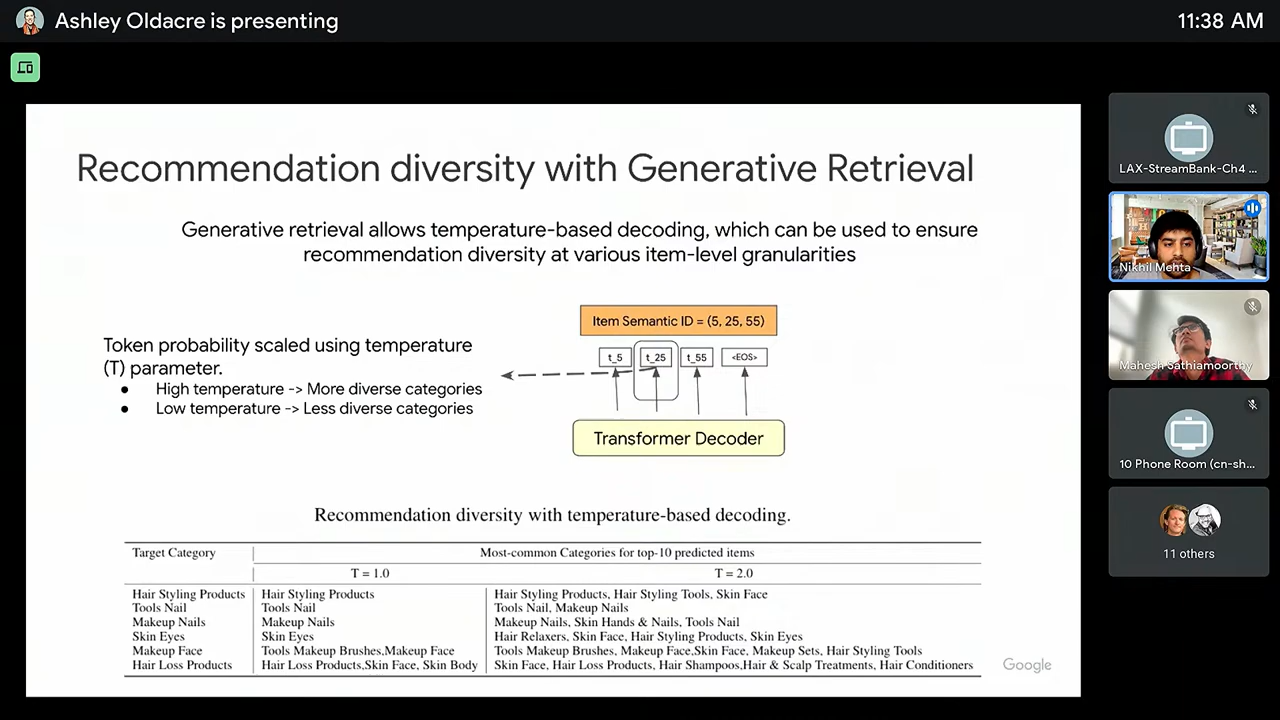 Ashley Oldacre is presenting
11:38 AM
Recommendation diversity with Generative Retrieval
Generative retrieval allows temperature-based decoding, which can be used to ensure
recommendation diversity at various item-level granularities
Token probability scaled using temperature
(T) parameter.
● High temperature -> More diverse categories
● Low temperature -> Less diverse categories
Item Semantic ID = (5, 25, 55)
t_5 t_25 t_55 <EOS>
Transformer Decoder
Recommendation diversity with temperature-based decoding.
Target Category Most-common Categories for top-10 predicted items
T = 1.0 T = 2.0
Hair Styling Products Hair Styling Products Hair Styling Products, Hair Styling Tools, Skin Face
Tools Nail Tools Nail Tools Nail, Makeup Nails
Makeup Nails Makeup Nails Makeup Nails, Skin Hands & Nails, Tools Nail
Skin Eyes Skin Eyes Hair Relaxers, Skin Face, Hair Styling Products, Skin Eyes
Makeup Face Tools Makeup Brushes,Makeup Face Tools Makeup Brushes, Makeup Face,Skin Face, Makeup Sets, Hair Styling Tools
Hair Loss Products Hair Loss Products,Skin Face, Skin Body Skin Face, Hair Loss Products, Hair Shampoos,Hair & Scalp Treatments, Hair Conditioners
Google
LAX-StreamBank-Ch4 ...
Nikhil Mehta
Mahesh Sathiamoorthy
10 Phone Room (cn-sh...
11 others